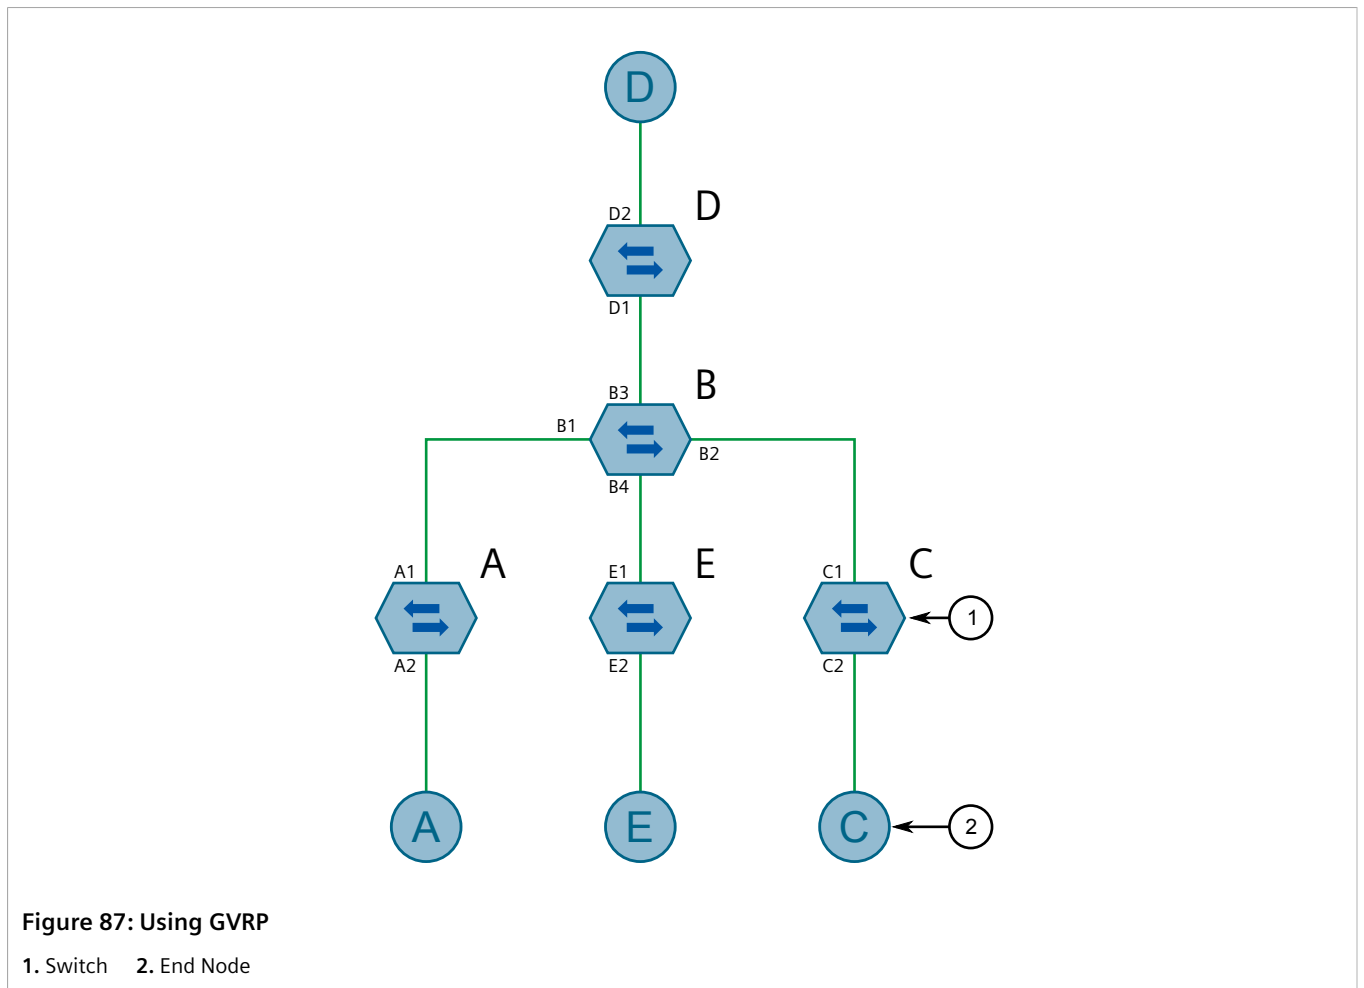 D
D2
D
D1
B3
B
B1
B2
B4
A1
A
E1
E
C1
C
1
A2
E2
C2
A
E
C
2
Figure 87: Using GVRP
1. Switch 2. End Node